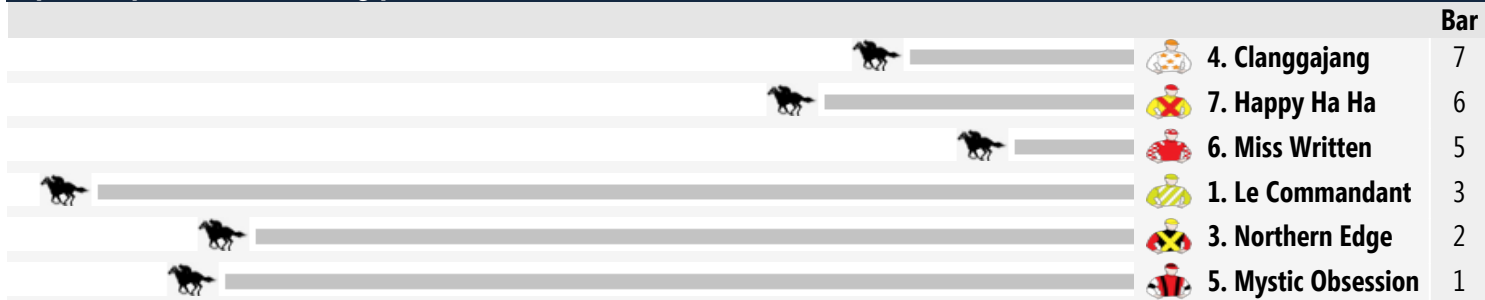 Bar
4. Clanggajang 7
7. Happy Ha Ha 6
6. Miss Written 5
1. Le Commandant 3
3. Northern Edge 2
5. Mystic Obsession 1